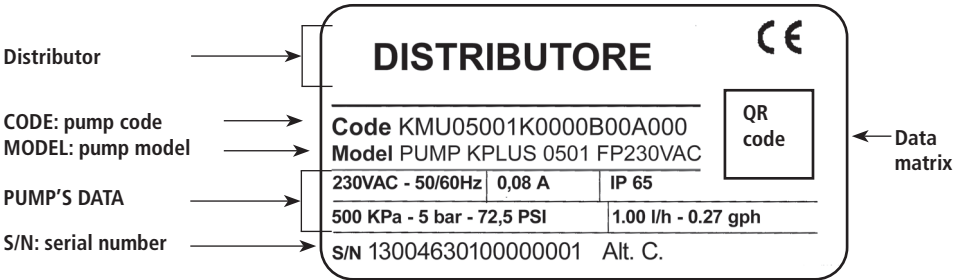 Distributor
DISTRIBUTORE
CE
CODE: pump code
MODEL: pump model
Code KMU05001K0000B00A000
Model PUMP KPLUS 0501 FP230VAC
QR
code
Data
matrix
PUMP'S DATA
230VAC - 50/60Hz 0,08 A IP 65
500 KPa - 5 bar - 72,5 PSI 1.00 l/h - 0.27 gph
S/N: serial number
S/N 13004630100000001 Alt. C.